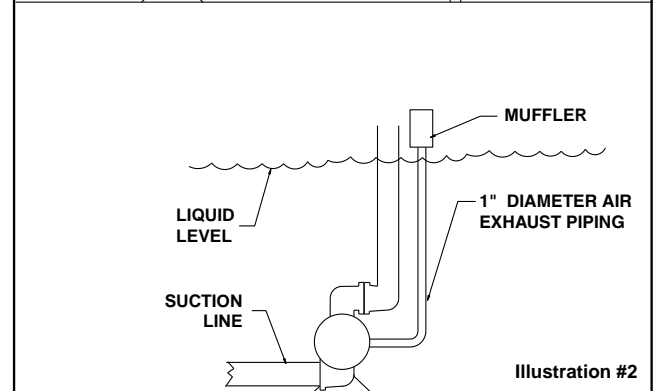 MUFFLER
LIQUID
LEVEL
1" DIAMETER AIR
EXHAUST PIPING
SUCTION
LINE
Illustration #2